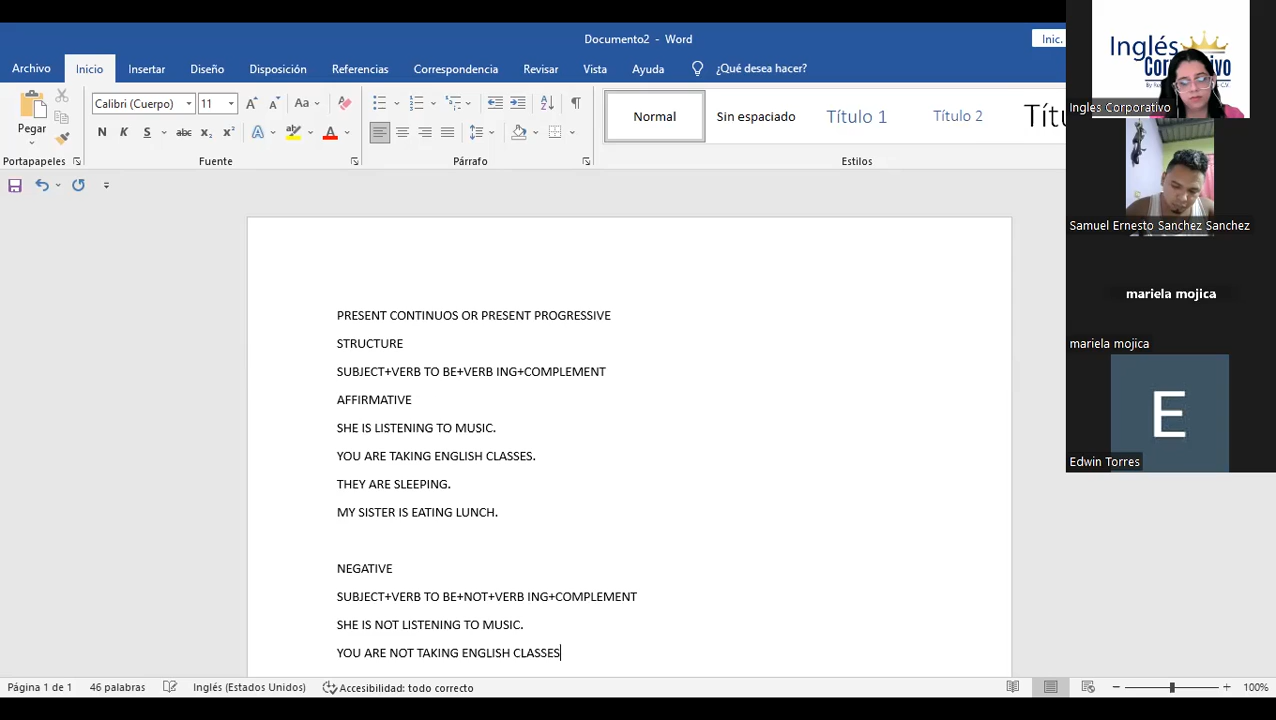 Documento2 - Word
Inic.
Archivo Inicio Insertar Diseño Disposición Referencias Correspondencia Revisar Vista Ayuda ¿Qué desea hacer?
Pegar
Calibri (Cuerpo) 11
Normal Sin espaciado Título 1 Título 2
Portapapeles Fuente Párrafo Estilos
PRESENT CONTINUOS OR PRESENT PROGRESSIVE
STRUCTURE
SUBJECT+VERB TO BE+VERB ING+COMPLEMENT
AFFIRMATIVE
SHE IS LISTENING TO MUSIC.
YOU ARE TAKING ENGLISH CLASSES.
THEY ARE SLEEPING.
MY SISTER IS EATING LUNCH.
NEGATIVE
SUBJECT+VERB TO BE+NOT+VERB ING+COMPLEMENT
SHE IS NOT LISTENING TO MUSIC.
YOU ARE NOT TAKING ENGLISH CLASSES
Página 1 de 1 46 palabras Inglés (Estados Unidos) Accesibilidad: todo correcto 100%
Inglés
Ingles Corporativo
Samuel Ernesto Sanchez Sanchez
mariela mojica
mariela mojica
E
Edwin Torres